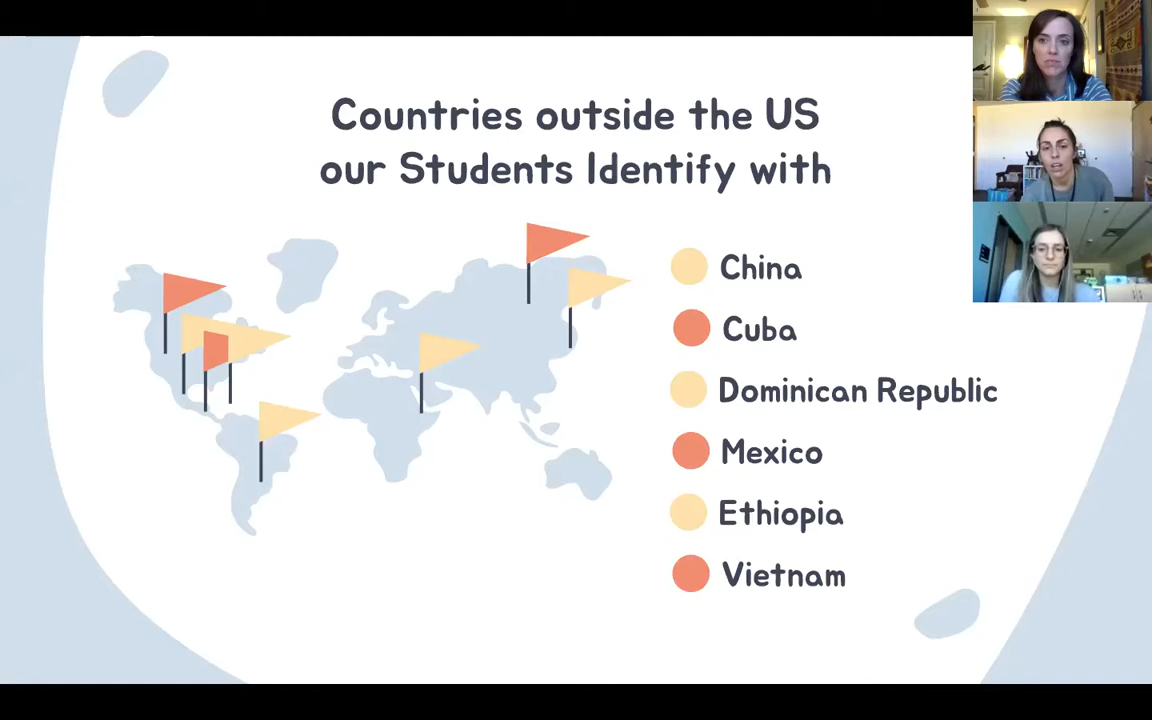 Countries outside the US
our Students Identify with
China
Cuba
Dominican Republic
Mexico
Ethiopia
Vietnam